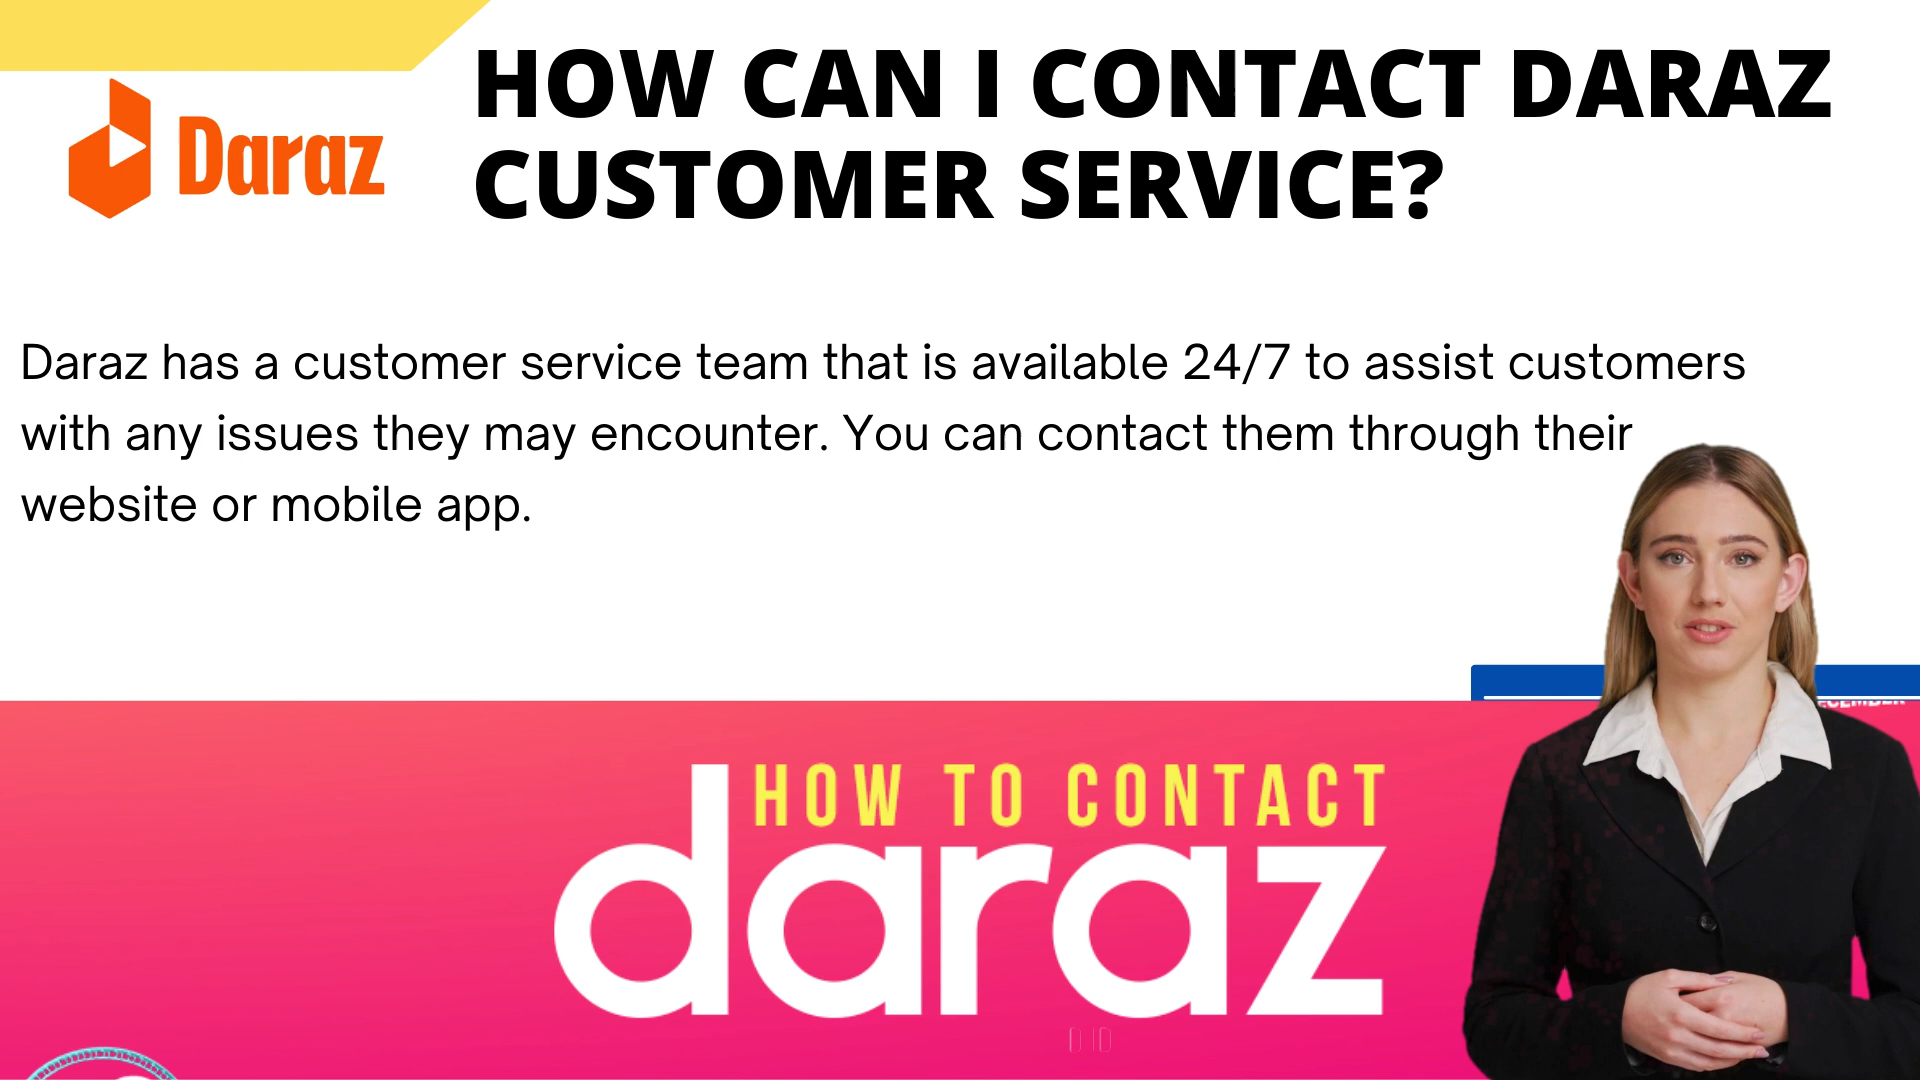 Daraz
HOW CAN I CONTACT DARAZ
CUSTOMER SERVICE?
Daraz has a customer service team that is available 24/7 to assist customers
with any issues they may encounter. You can contact them through their
website or mobile app.
HOW TO CONTACT
daraz